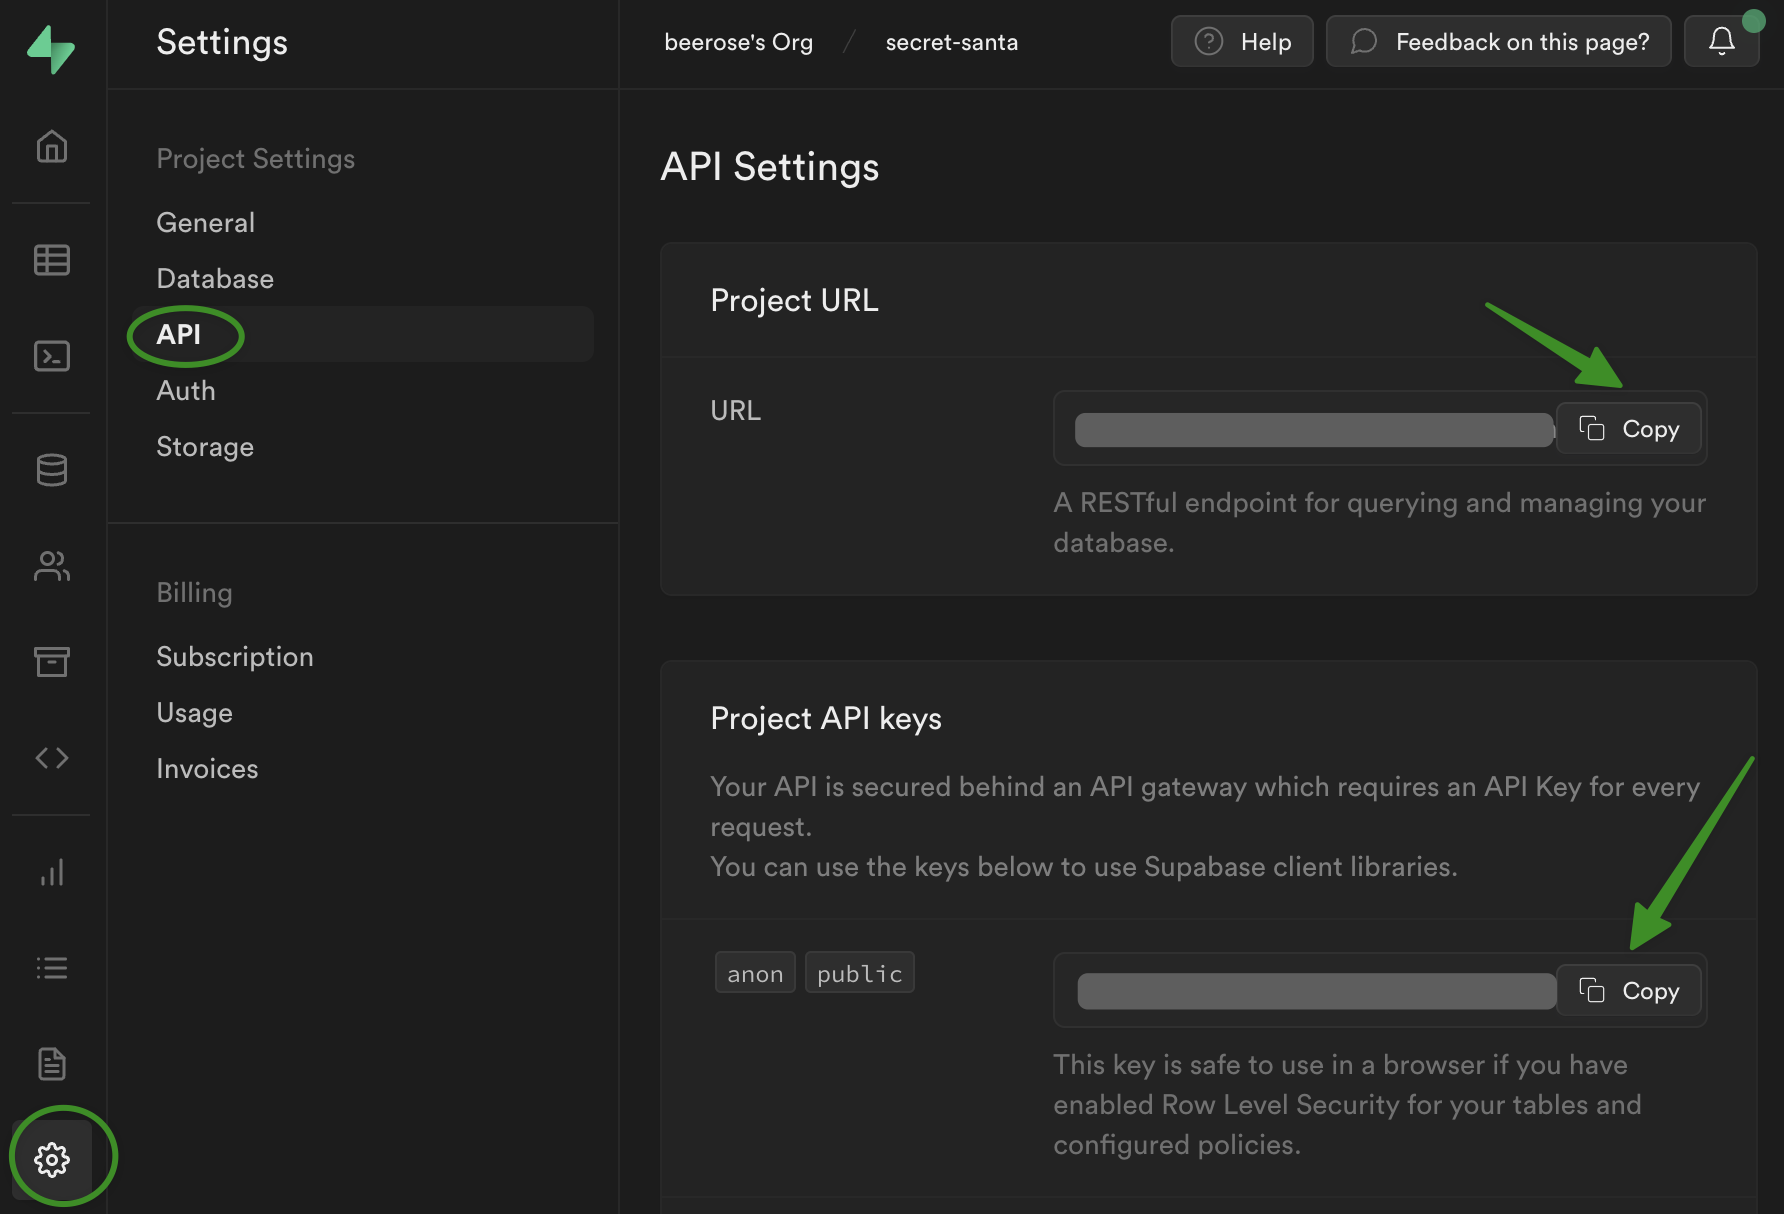 Settings
beerose's Org / secret-santa
Help
Feedback on this page?
Project Settings
General
Database
API
Auth
Storage
Billing
Subscription
Usage
Invoices
API Settings
Project URL
URL
Copy
A RESTful endpoint for querying and managing your
database.
Project API keys
Your API is secured behind an API gateway which requires an API Key for every
request.
You can use the keys below to use Supabase client libraries.
anon public
Copy
This key is safe to use in a browser if you have
enabled Row Level Security for your tables and
configured policies.